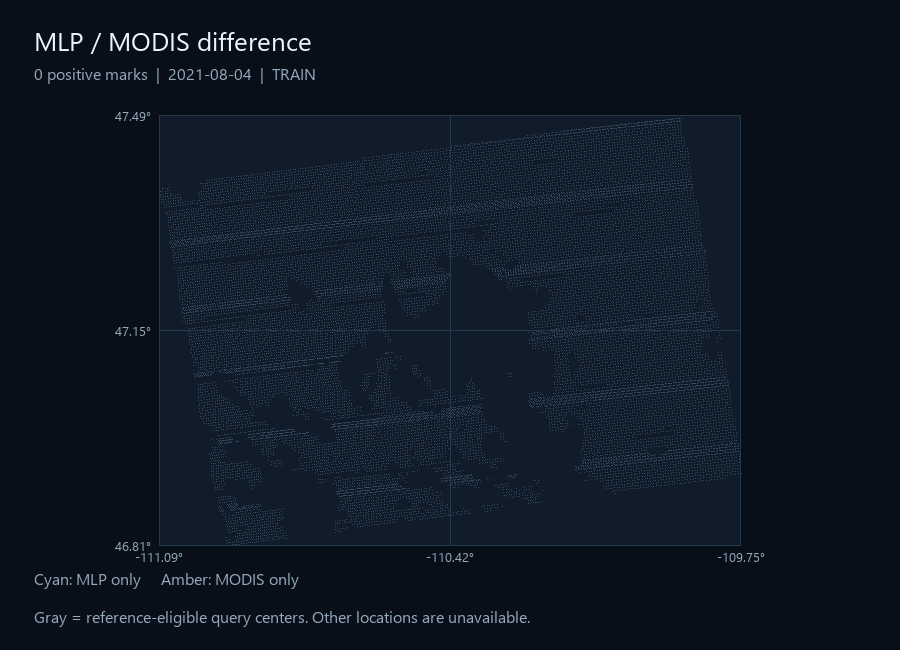 MLP / MODIS difference
0 positive marks | 2021-08-04 | TRAIN
47.49°
47.15°
46.81°
-111.09° -110.42° -109.75°
Cyan: MLP only Amber: MODIS only
Gray = reference-eligible query centers. Other locations are unavailable.